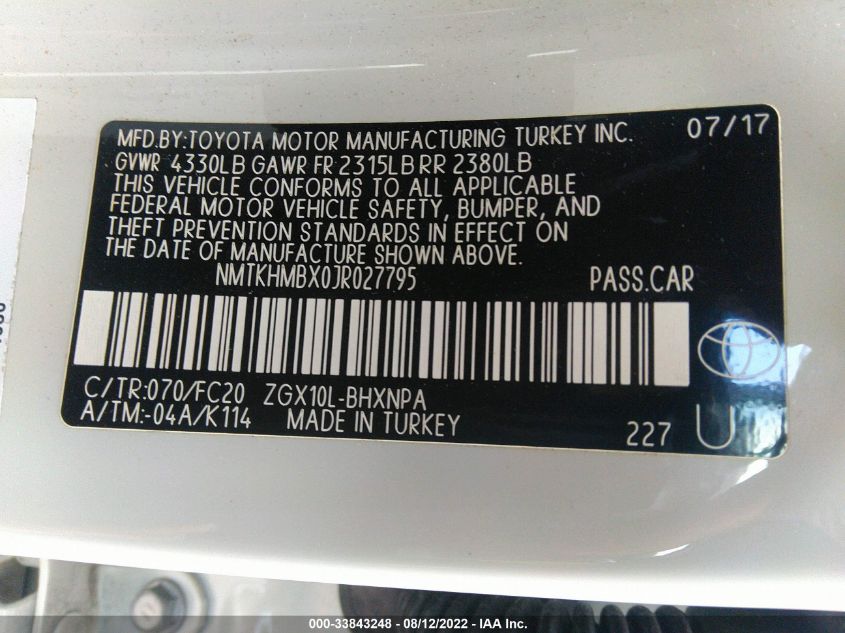 MFD.BY:TOYOTA MOTOR MANUFACTURING TURKEY INC. 07/17
GVWR 4330LB GAWR FR 2315LB RR 2380LB
THIS VEHICLE CONFORMS TO ALL APPLICABLE
FEDERAL MOTOR VEHICLE SAFETY, BUMPER, AND
THEFT PREVENTION STANDARDS IN EFFECT ON
THE DATE OF MANUFACTURE SHOWN ABOVE.
NMTKHMBX0JR027795 PASS.CAR
C/TR:070/FC20 ZGX10L-BHXNPA
A/TM:-04A/K114 MADE IN TURKEY 227 U
000-33843248 - 08/12/2022 - IAA Inc.